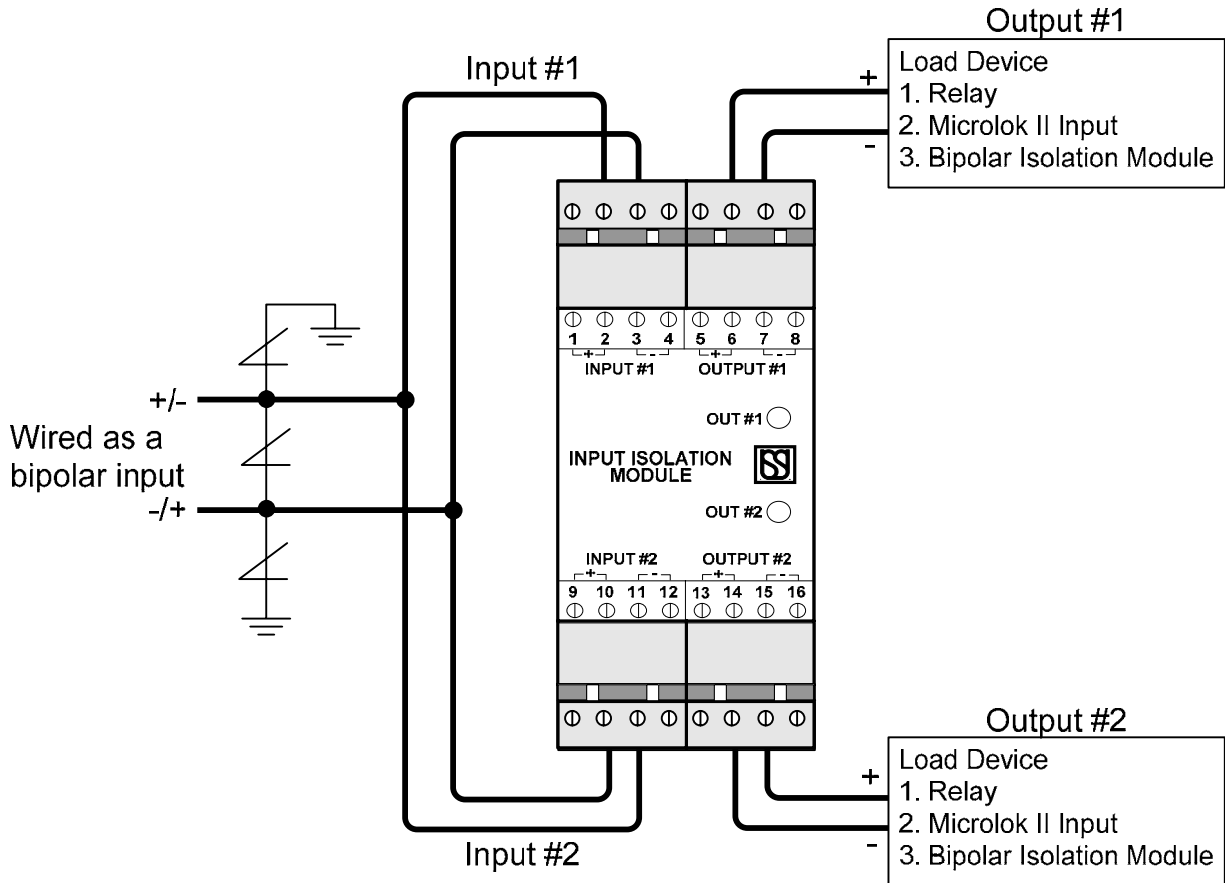 Output #1
Input #1
+
-
Load Device
1. Relay
2. Microlok II Input
3. Bipolar Isolation Module
1 2 3 4 5 6 7 8
+ - + -
INPUT #1 OUTPUT #1
OUT #1
+/-
Wired as a
bipolar input
-/+
INPUT ISOLATION
MODULE
OUT #2
INPUT #2 OUTPUT #2
+ - + -
9 10 11 12 13 14 15 16
Output #2
+
-
Load Device
1. Relay
2. Microlok II Input
3. Bipolar Isolation Module
Input #2